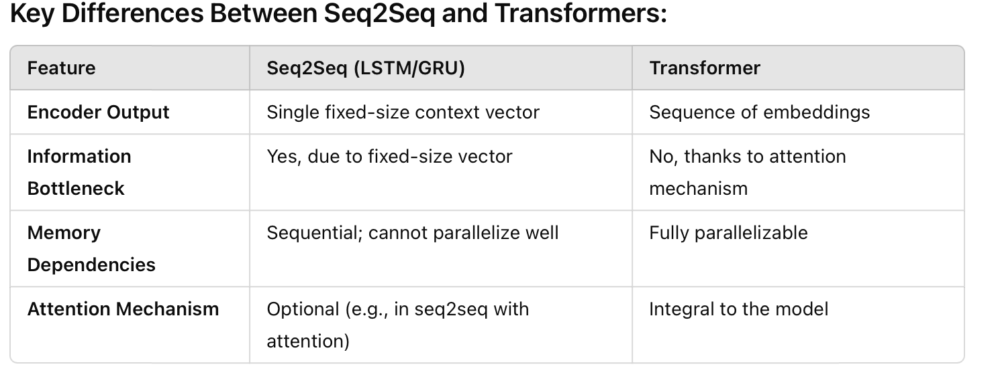 Key Differences Between Seq2Seq and Transformers:
Feature Seq2Seq (LSTM/GRU) Transformer
Encoder Output Single fixed-size context vector Sequence of embeddings
Information Yes, due to fixed-size vector No, thanks to attention
Bottleneck mechanism
Memory Sequential; cannot parallelize well Fully parallelizable
Dependencies
Attention Mechanism Optional (e.g., in seq2seq with Integral to the model
attention)